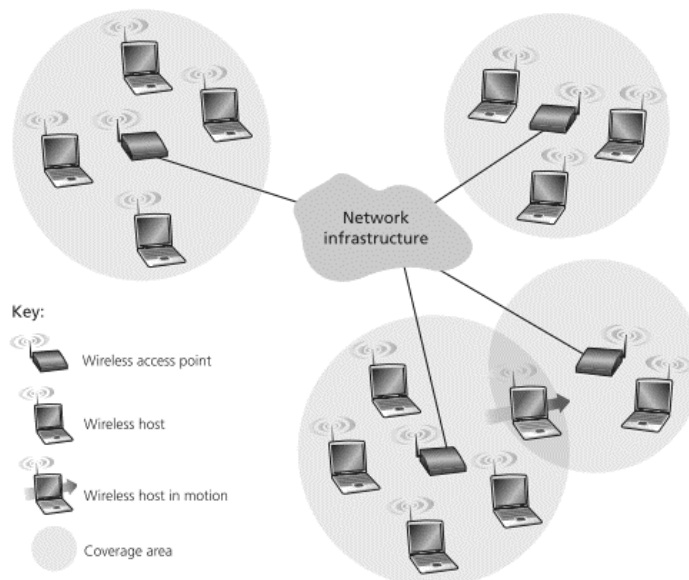 Network
infrastructure
Key:
Wireless access point
Wireless host
Wireless host in motion
Coverage area